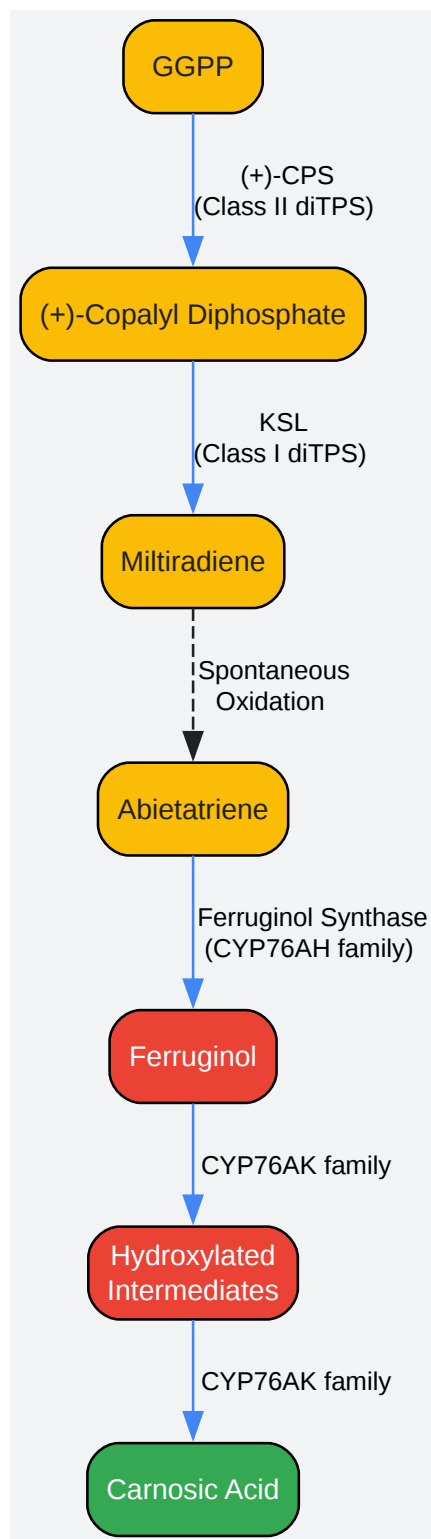 GGPP
(+)-CPS
(Class II diTPS)
(+)-Copalyl Diphosphate
KSL
(Class I diTPS)
Miltiradiene
Spontaneous
Oxidation
Abietatriene
Ferruginol Synthase
(CYP76AH family)
Ferruginol
CYP76AK family
Hydroxylated
Intermediates
CYP76AK family
Carnosic Acid